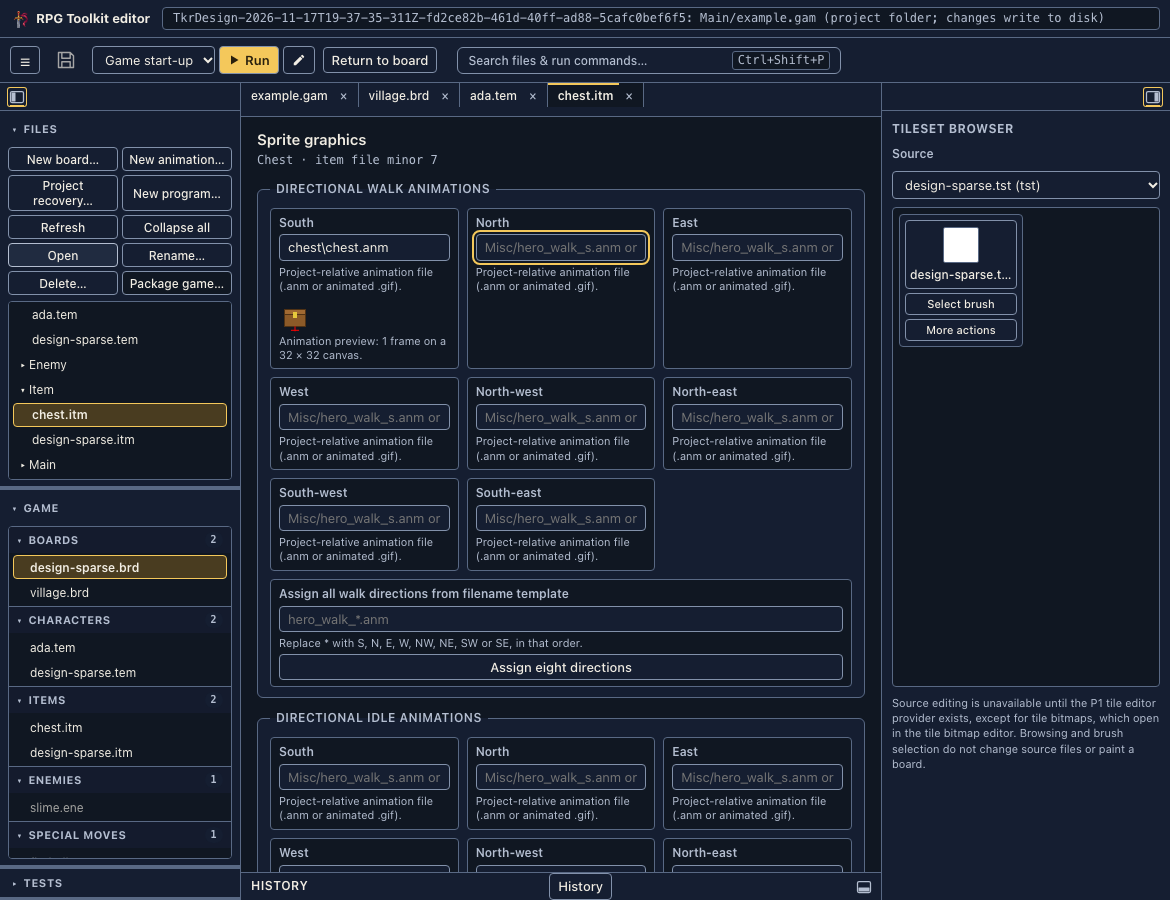 RPG Toolkit editor
TkrDesign-2026-11-17T19-37-35-311Z-fd2ce82b-461d-40ff-ad88-5cafc0bef6f5: Main/example.gam (project folder; changes write to disk)
Game start-up
Run
Return to board
Search files & run commands...
Ctrl+Shift+P
FILES
New board...
New animation...
Project recovery...
New program...
Refresh
Collapse all
Open
Rename...
Delete...
Package game...
ada.tem
design-sparse.tem
Enemy
Item
chest.itm
design-sparse.itm
Main
GAME
BOARDS 2
design-sparse.brd
village.brd
CHARACTERS 2
ada.tem
design-sparse.tem
ITEMS 2
chest.itm
design-sparse.itm
ENEMIES 1
slime.ene
SPECIAL MOVES 1
TESTS
example.gam ×
village.brd ×
ada.tem ×
chest.itm ×
Sprite graphics
Chest · item file minor 7
DIRECTIONAL WALK ANIMATIONS
South
chest\chest.anm
Project-relative animation file
(.anm or animated .gif).
Animation preview: 1 frame on a
32 × 32 canvas.
North
Misc/hero_walk_s.anm or
Project-relative animation file
(.anm or animated .gif).
East
Misc/hero_walk_s.anm or
Project-relative animation file
(.anm or animated .gif).
West
Misc/hero_walk_s.anm or
Project-relative animation file
(.anm or animated .gif).
North-west
Misc/hero_walk_s.anm or
Project-relative animation file
(.anm or animated .gif).
North-east
Misc/hero_walk_s.anm or
Project-relative animation file
(.anm or animated .gif).
South-west
Misc/hero_walk_s.anm or
Project-relative animation file
(.anm or animated .gif).
South-east
Misc/hero_walk_s.anm or
Project-relative animation file
(.anm or animated .gif).
Assign all walk directions from filename template
hero_walk_*.anm
Replace * with S, N, E, W, NW, NE, SW or SE, in that order.
Assign eight directions
DIRECTIONAL IDLE ANIMATIONS
South
Misc/hero_walk_s.anm or
Project-relative animation file
(.anm or animated .gif).
North
Misc/hero_walk_s.anm or
Project-relative animation file
(.anm or animated .gif).
East
Misc/hero_walk_s.anm or
Project-relative animation file
(.anm or animated .gif).
West
North-west
North-east
HISTORY
History
TILESET BROWSER
Source
design-sparse.tst (tst)
design-sparse.t...
Select brush
More actions
Source editing is unavailable until the P1 tile editor
provider exists, except for tile bitmaps, which open
in the tile bitmap editor. Browsing and brush
selection do not change source files or paint a
board.